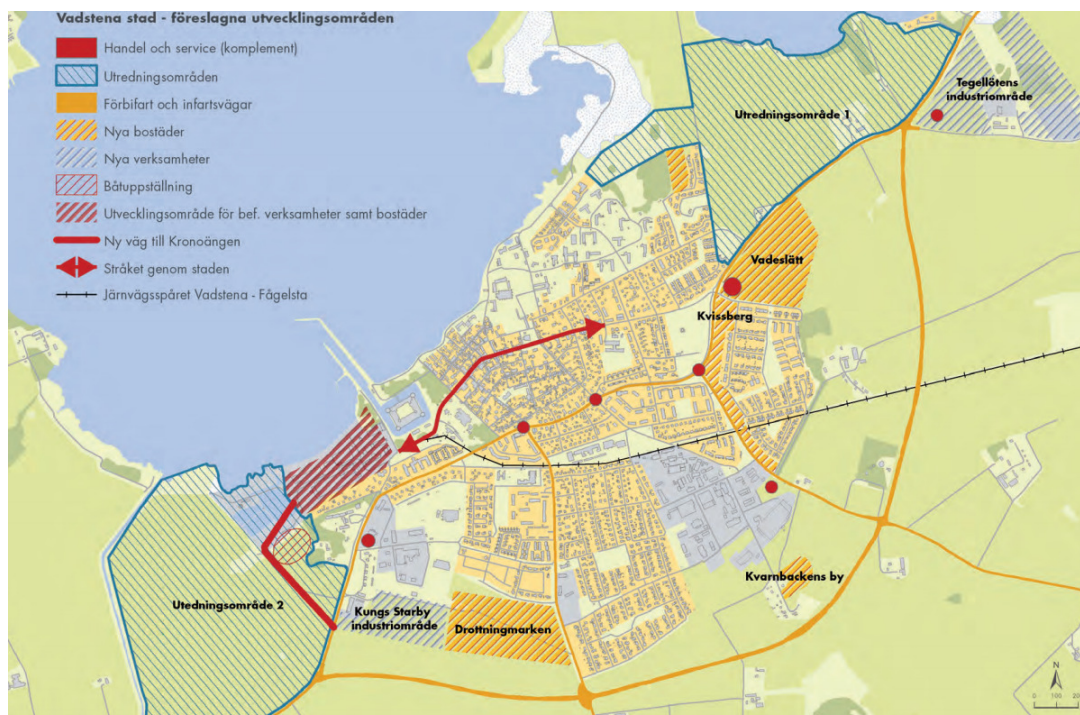 Vadstena stad - föreslagna utvecklingsområden
Handel och service (komplement)
Utredningsområden
Förbifart och infartsvägar
Nya bostäder
Nya verksamheter
Båtuppställning
Utvecklingsområde för bef. verksamheter samt bostäder
Ny väg till Kronoängen
Stråket genom staden
Järnvägsspåret Vadstena - Fågelsta
Tegellötens
industriområde
Utredningsområde 1
Vadeslätt
Kvissberg
Kvarnbackens by
Utedningsområde 2
Kungs Starby
industriområde
Drottningmarken
N
0 100 200